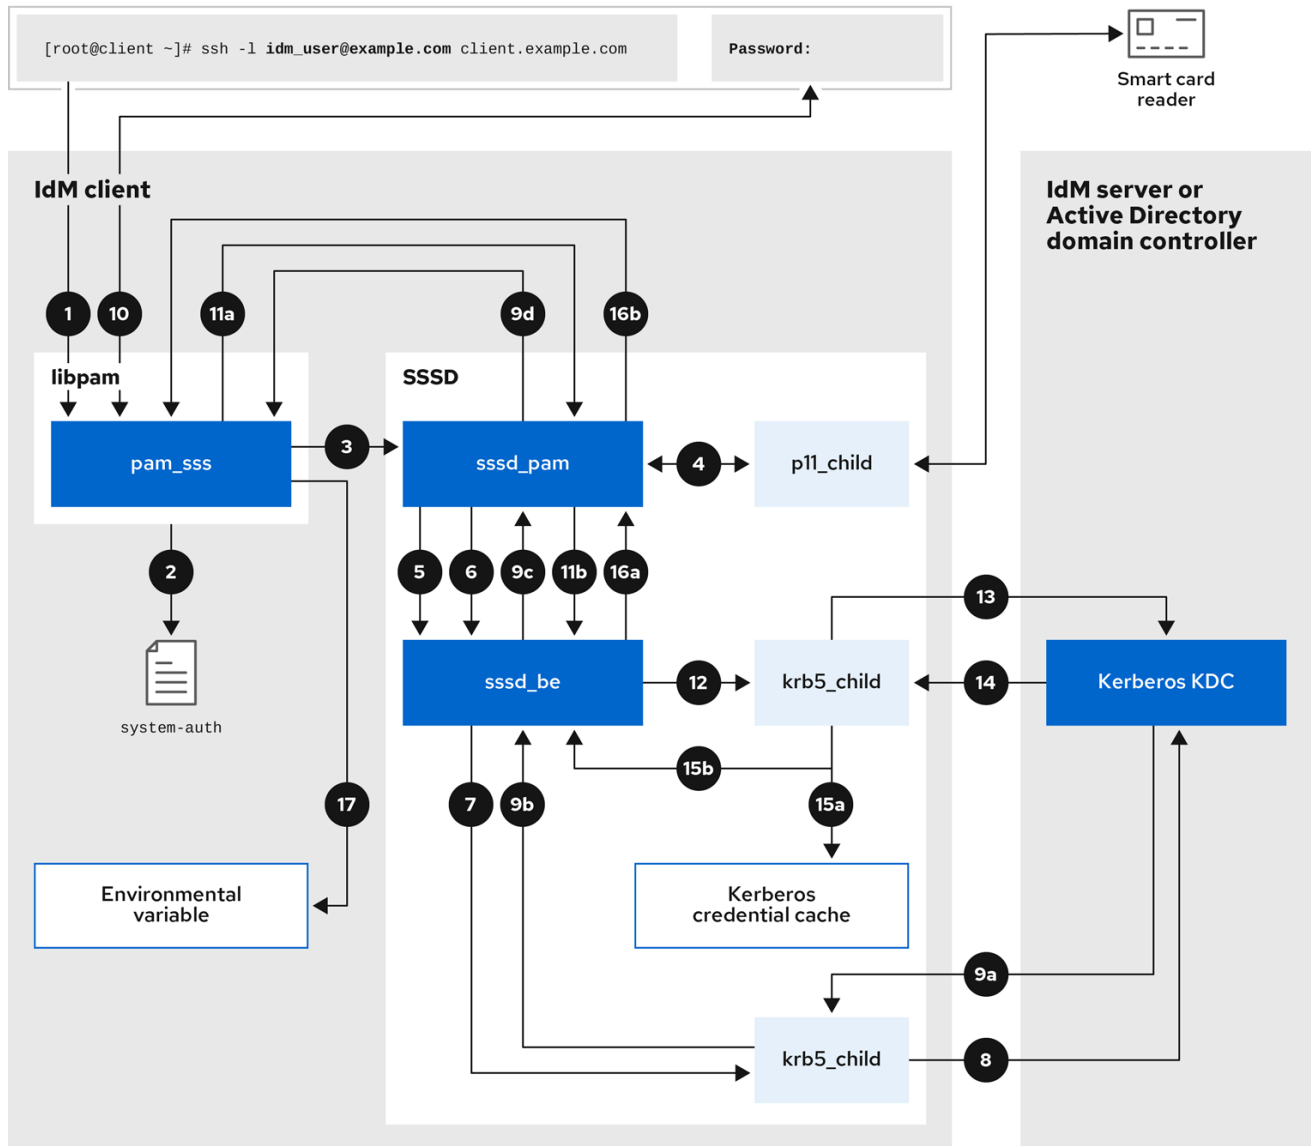 [root@client ~]# ssh -l idm_user@example.com client.example.com
Password:
Smart card
reader
IdM client
IdM server or
Active Directory
domain controller
1
10
11a
9d
16b
libpam
SSSD
pam_sss
3
sssd_pam
4
p11_child
2
5
6
9c
11b
16a
13
system-auth
sssd_be
12
krb5_child
14
Kerberos KDC
15b
17
7
9b
15a
Environmental
variable
Kerberos
credential cache
9a
krb5_child
8